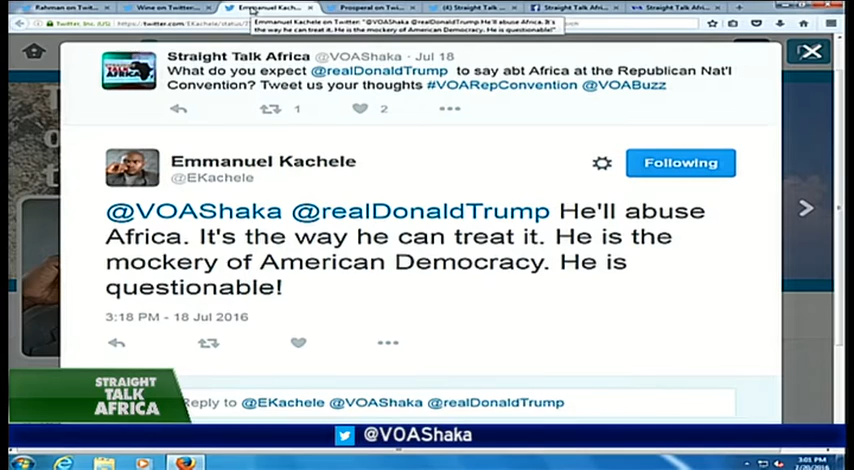 Rahman on Twit...
Wine on Twitter:...
Emmanuel Kach...
Prosperal on Twi...
(4) Straight Talk ...
Straight Talk Afri...
Straight Talk Afri...
Emmanuel Kachele on Twitter: "@VOAShaka @realDonaldTrump He'll abuse Africa. It's
the way he can treat it. He is the mockery of American Democracy. He is questionable!"
Twitter, Inc. (US)
https://twitter.com/EKachele/status/7
Search
Straight Talk Africa @VOAShaka · Jul 18
What do you expect @realDonaldTrump to say abt Africa at the Republican Nat'l
Convention? Tweet us your thoughts #VOARepConvention @VOABuzz
1
2
Emmanuel Kachele
@EKachele
Following
@VOAShaka @realDonaldTrump He'll abuse
Africa. It's the way he can treat it. He is the
mockery of American Democracy. He is
questionable!
3:18 PM - 18 Jul 2016
Reply to @EKachele @VOAShaka @realDonaldTrump
STRAIGHT
TALK
AFRICA
@VOAShaka
3:01 PM
7/20/2016